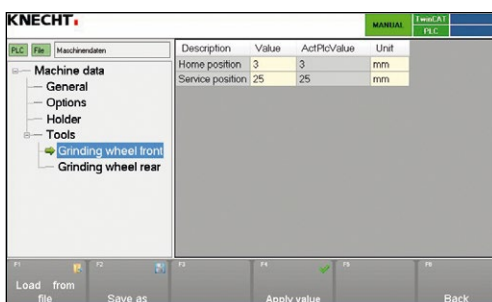 KNECHT
MANUAL
TwinCAT
PLC
PLC File Maschinendaten
Description Value ActPlcValue Unit
Home position 3 3 mm
Service position 25 25 mm
Machine data
General
Options
Holder
Tools
Grinding wheel front
Grinding wheel rear
F1 F2 F3 F4 F5
Load from file
Save as
Apply value
Back